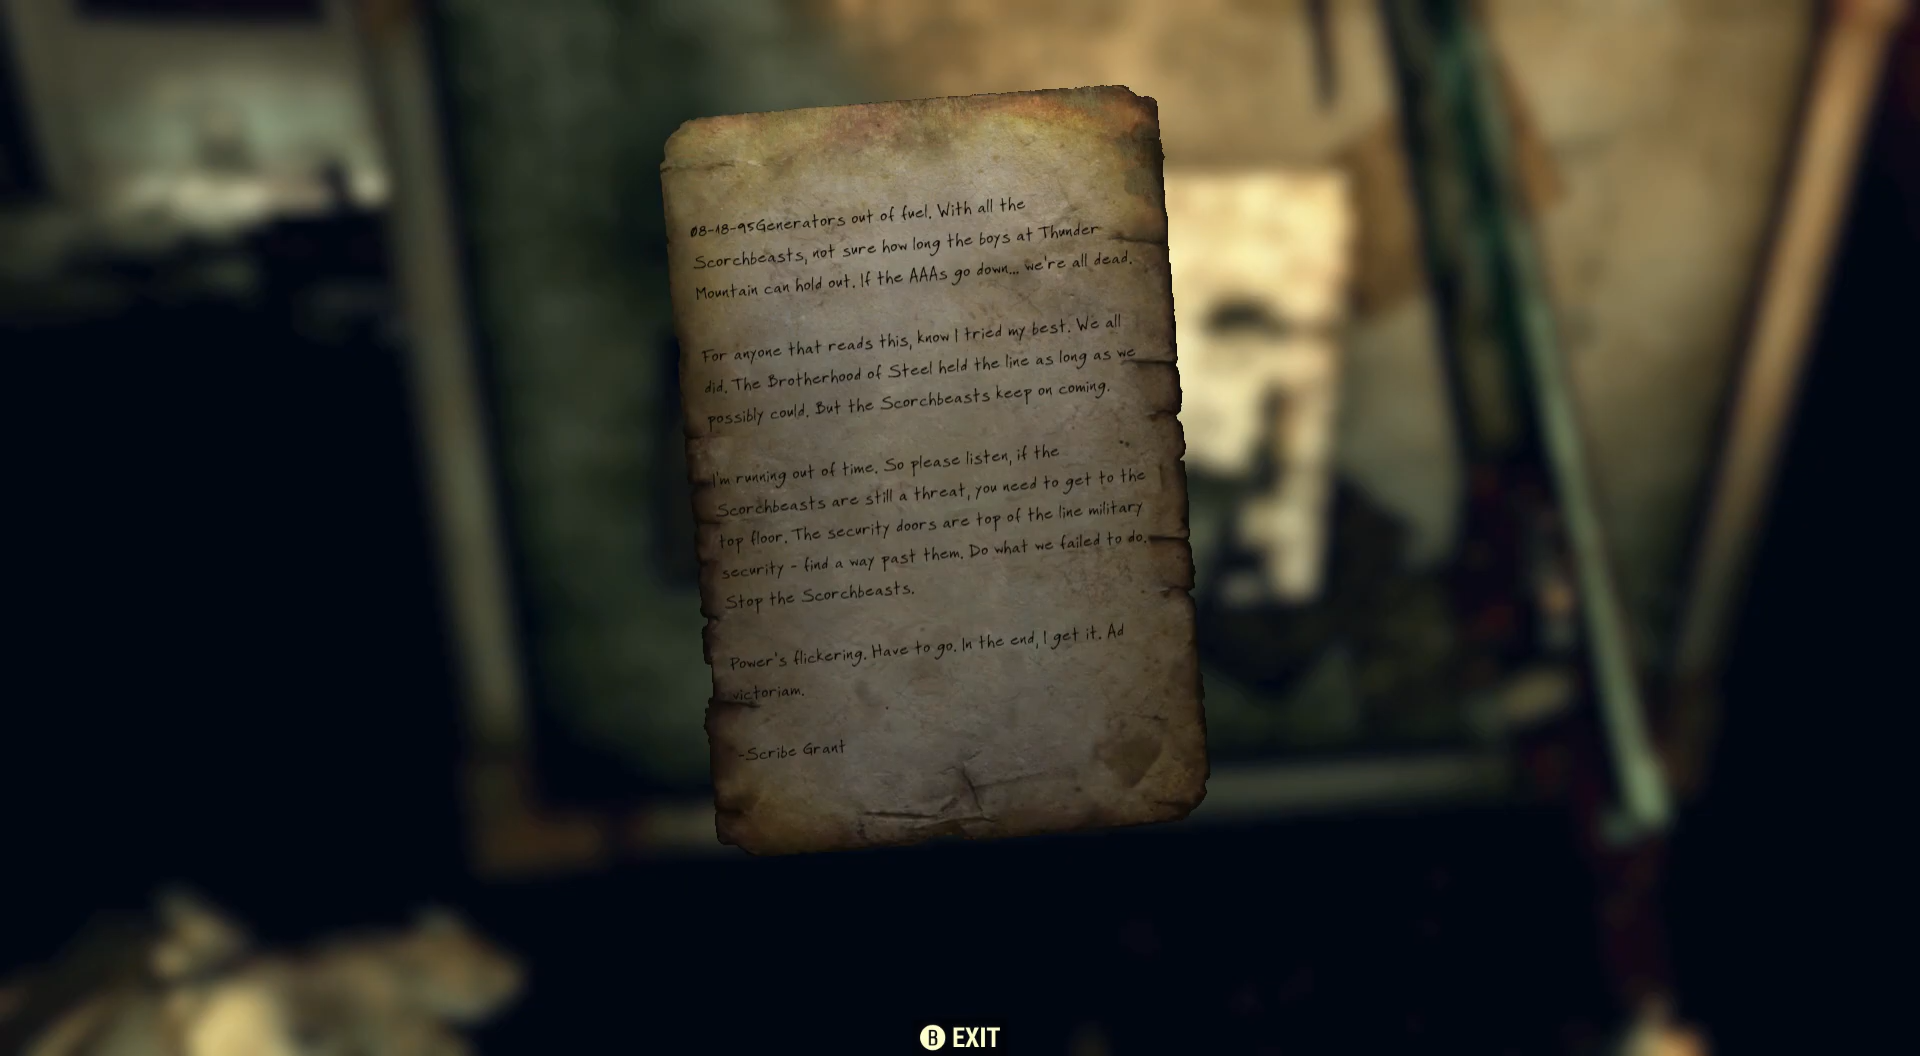 08-18-95Generators out of fuel. With all the
Scorchbeasts, not sure how long the boys at Thunder
Mountain can hold out. If the AAAs go down... we're all dead.
For anyone that reads this, know I tried my best. We all
did. The Brotherhood of Steel held the line as long as we
possibly could. But the Scorchbeasts keep on coming.
I'm running out of time. So please listen, if the
Scorchbeasts are still a threat, you need to get to the
top floor. The security doors are top of the line military
security - find a way past them. Do what we failed to do.
Stop the Scorchbeasts.
Power's flickering. Have to go. In the end, I get it. Ad
victoriam.
-Scribe Grant
B EXIT